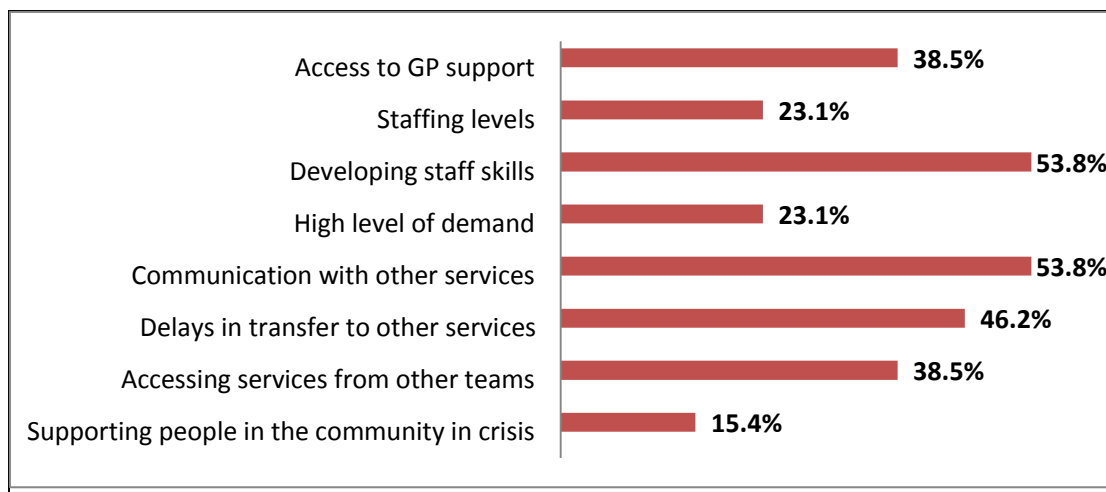 Access to GP support 38.5%
Staffing levels 23.1%
Developing staff skills 53.8%
High level of demand 23.1%
Communication with other services 53.8%
Delays in transfer to other services 46.2%
Accessing services from other teams 38.5%
Supporting people in the community in crisis 15.4%